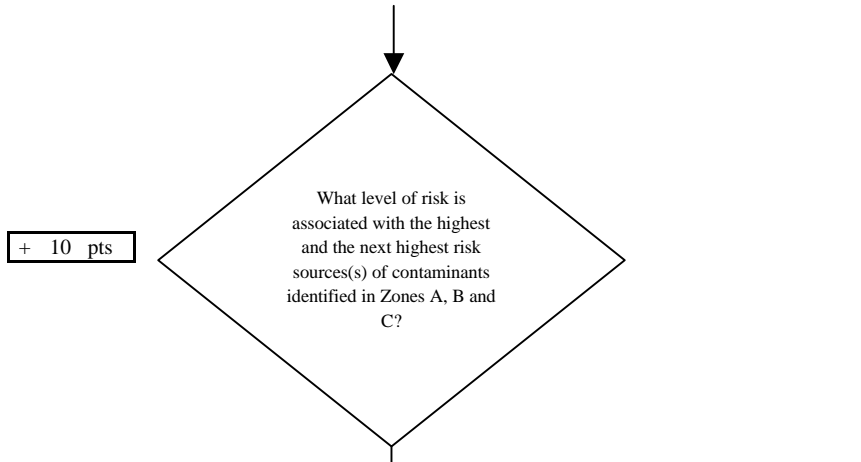 What level of risk is
associated with the highest
and the next highest risk
sources(s) of contaminants
identified in Zones A, B and
C?
+ 10 pts